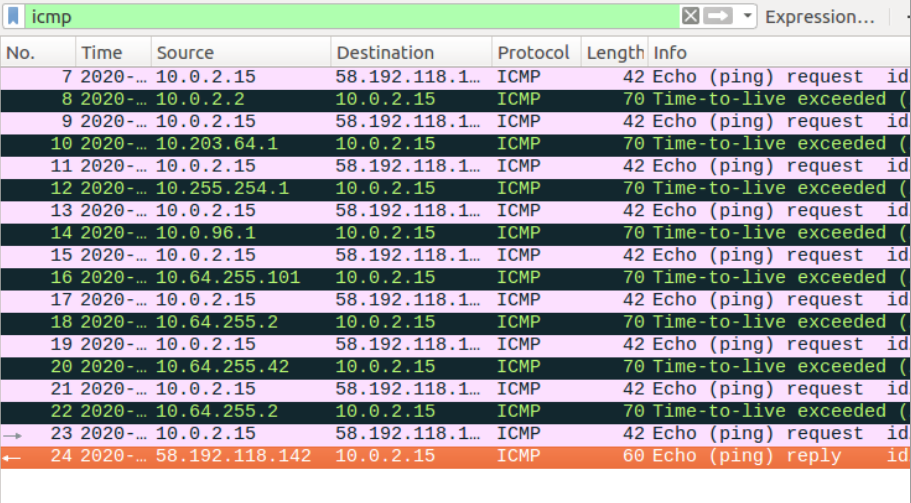 icmp Expression…
No. Time Source Destination Protocol Length Info
7 2020-… 10.0.2.15 58.192.118.1… ICMP 42 Echo (ping) request id
8 2020-… 10.0.2.2 10.0.2.15 ICMP 70 Time-to-live exceeded (
9 2020-… 10.0.2.15 58.192.118.1… ICMP 42 Echo (ping) request id
10 2020-… 10.203.64.1 10.0.2.15 ICMP 70 Time-to-live exceeded (
11 2020-… 10.0.2.15 58.192.118.1… ICMP 42 Echo (ping) request id
12 2020-… 10.255.254.1 10.0.2.15 ICMP 70 Time-to-live exceeded (
13 2020-… 10.0.2.15 58.192.118.1… ICMP 42 Echo (ping) request id
14 2020-… 10.0.96.1 10.0.2.15 ICMP 70 Time-to-live exceeded (
15 2020-… 10.0.2.15 58.192.118.1… ICMP 42 Echo (ping) request id
16 2020-… 10.64.255.101 10.0.2.15 ICMP 70 Time-to-live exceeded (
17 2020-… 10.0.2.15 58.192.118.1… ICMP 42 Echo (ping) request id
18 2020-… 10.64.255.2 10.0.2.15 ICMP 70 Time-to-live exceeded (
19 2020-… 10.0.2.15 58.192.118.1… ICMP 42 Echo (ping) request id
20 2020-… 10.64.255.42 10.0.2.15 ICMP 70 Time-to-live exceeded (
21 2020-… 10.0.2.15 58.192.118.1… ICMP 42 Echo (ping) request id
22 2020-… 10.64.255.2 10.0.2.15 ICMP 70 Time-to-live exceeded (
23 2020-… 10.0.2.15 58.192.118.1… ICMP 42 Echo (ping) request id
24 2020-… 58.192.118.142 10.0.2.15 ICMP 60 Echo (ping) reply id